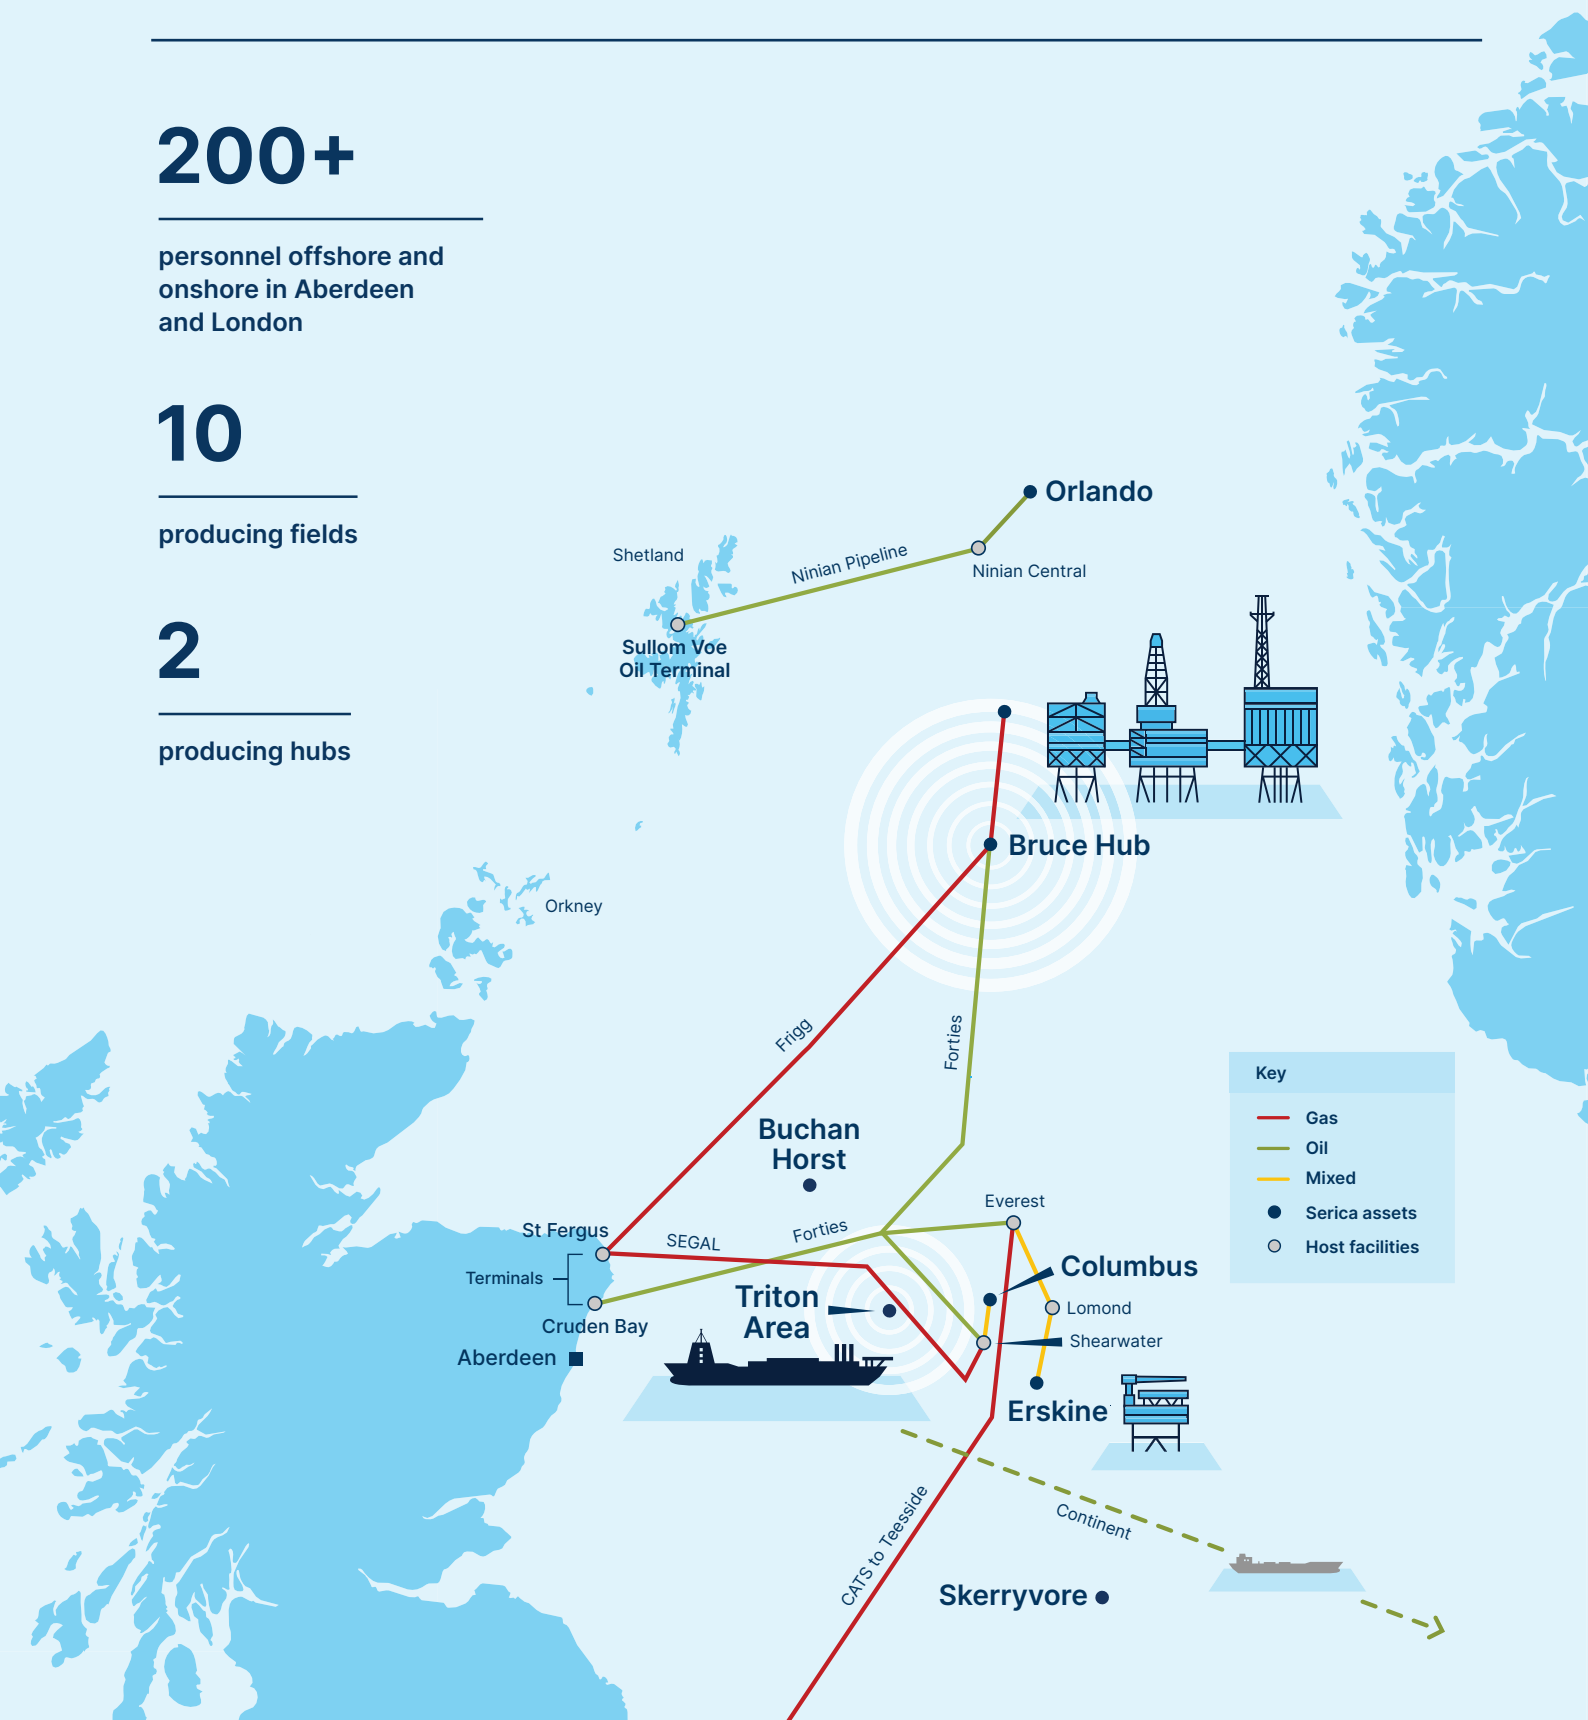 200+
personnel offshore and
onshore in Aberdeen
and London
10
producing fields
2
producing hubs
Orlando
Shetland
Ninian Pipeline
Ninian Central
Sullom Voe
Oil Terminal
Bruce Hub
Orkney
Frigg
Forties
Key
Gas
Oil
Mixed
Serica assets
Host facilities
Buchan
Horst
Everest
St Fergus
SEGAL
Forties
Terminals
Columbus
Triton
Area
Lomond
Cruden Bay
Shearwater
Aberdeen
Erskine
CATS to Teesside
Continent
Skerryvore